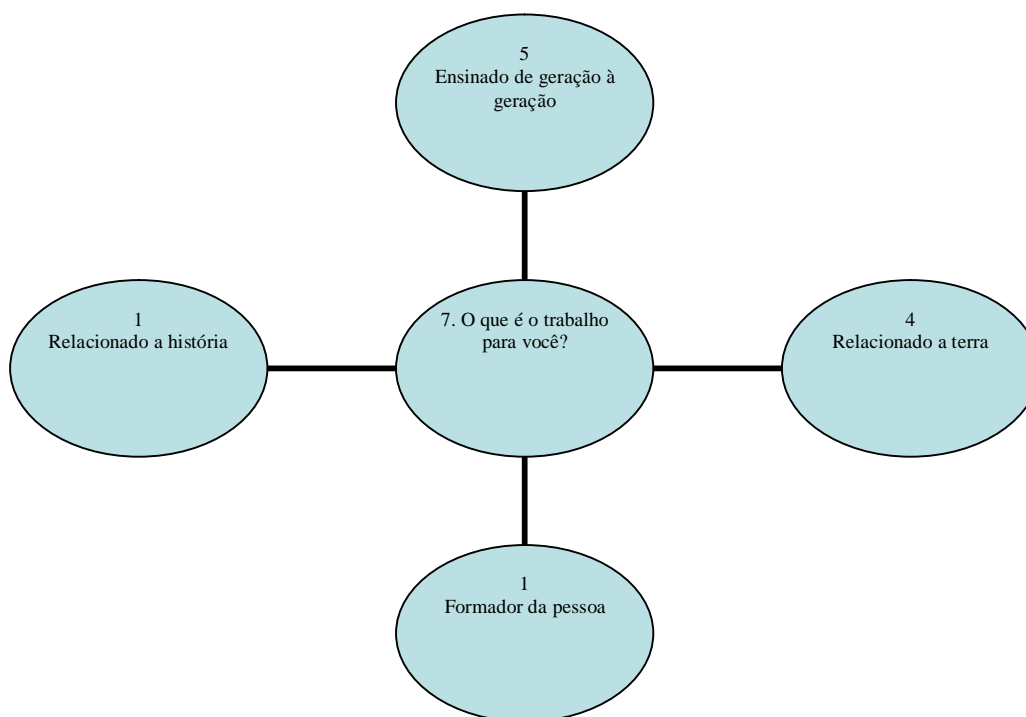 5
Ensinado de geração à
geração
1
Relacionado a história
7. O que é o trabalho
para você?
4
Relacionado a terra
1
Formador da pessoa